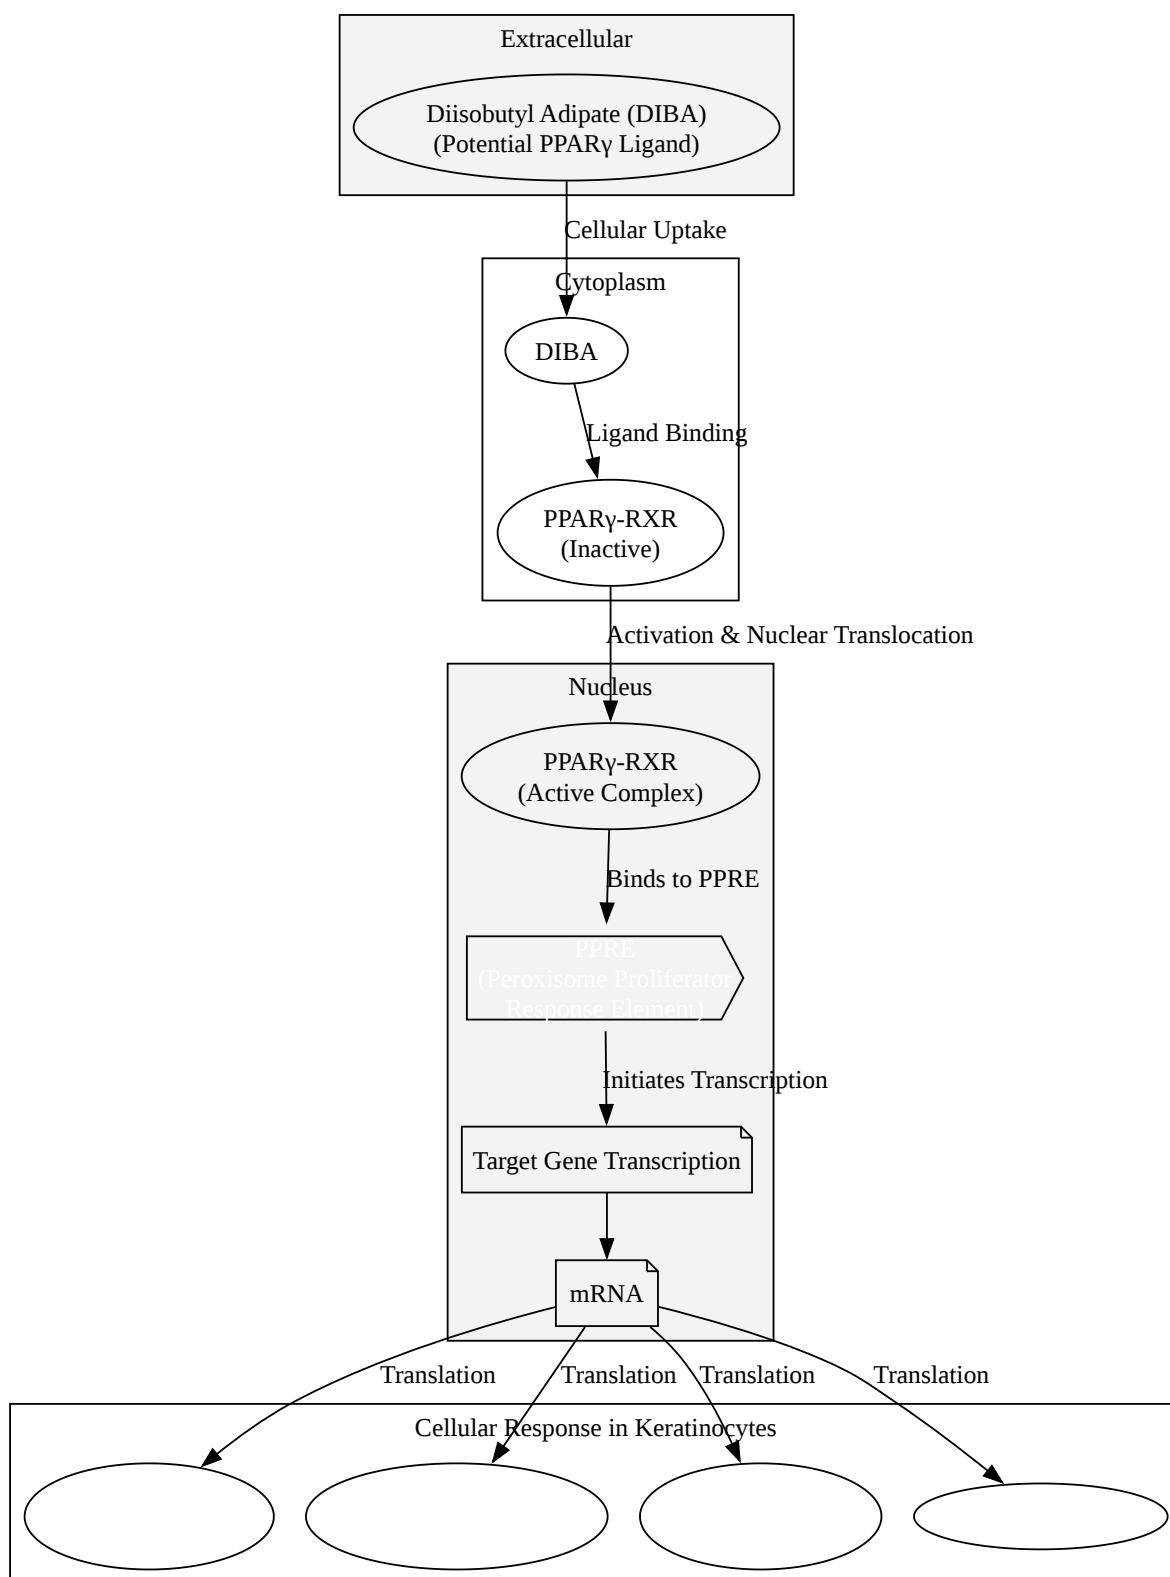 Extracellular
Diisobutyl Adipate (DIBA)
(Potential PPARγ Ligand)
Cellular Uptake
Cytoplasm
DIBA
Ligand Binding
PPARγ-RXR
(Inactive)
Activation & Nuclear Translocation
Nucleus
PPARγ-RXR
(Active Complex)
Binds to PPRE
PPRE
(Peroxisome Proliferator
Response Element)
Initiates Transcription
Target Gene Transcription
mRNA
Translation
Translation
Translation
Translation
Cellular Response in Keratinocytes